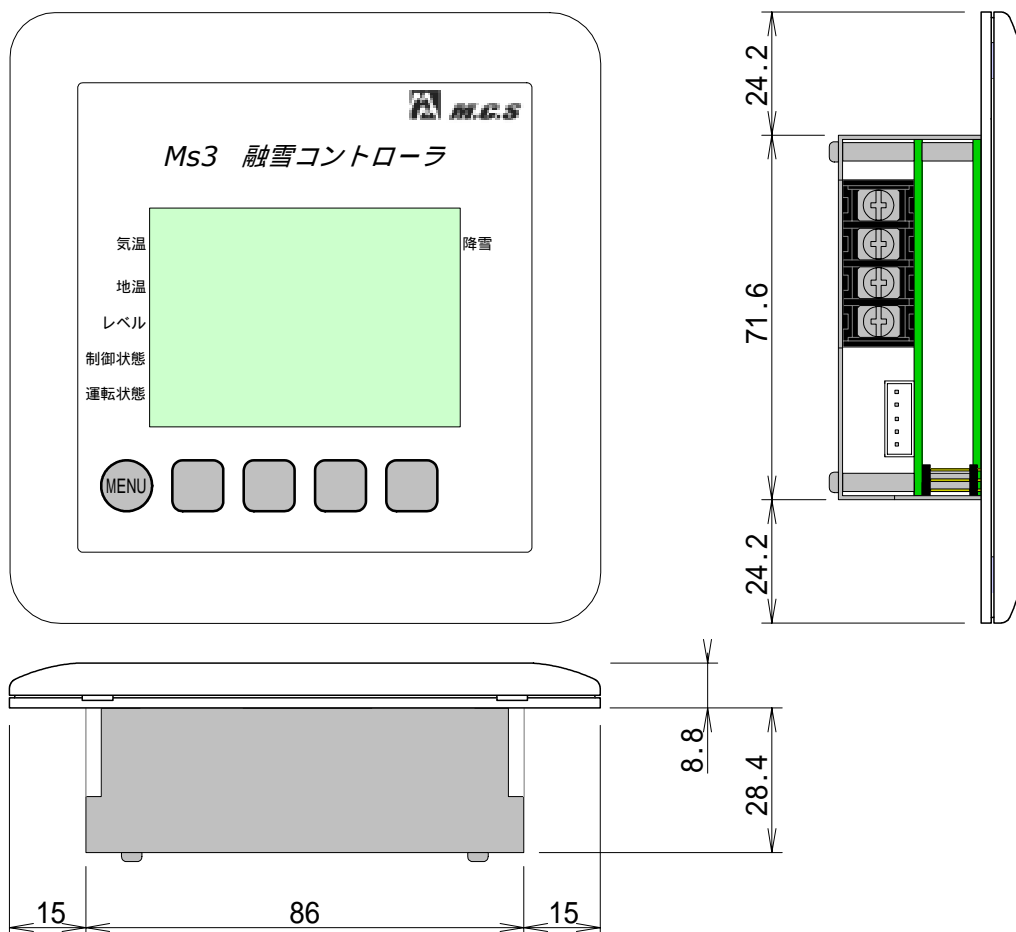 M.C.S
Ms3 融雪コントローラ
気温
降雪
地温
レベル
制御状態
運転状態
MENU
24.2
71.6
24.2
8.8
28.4
15
86
15